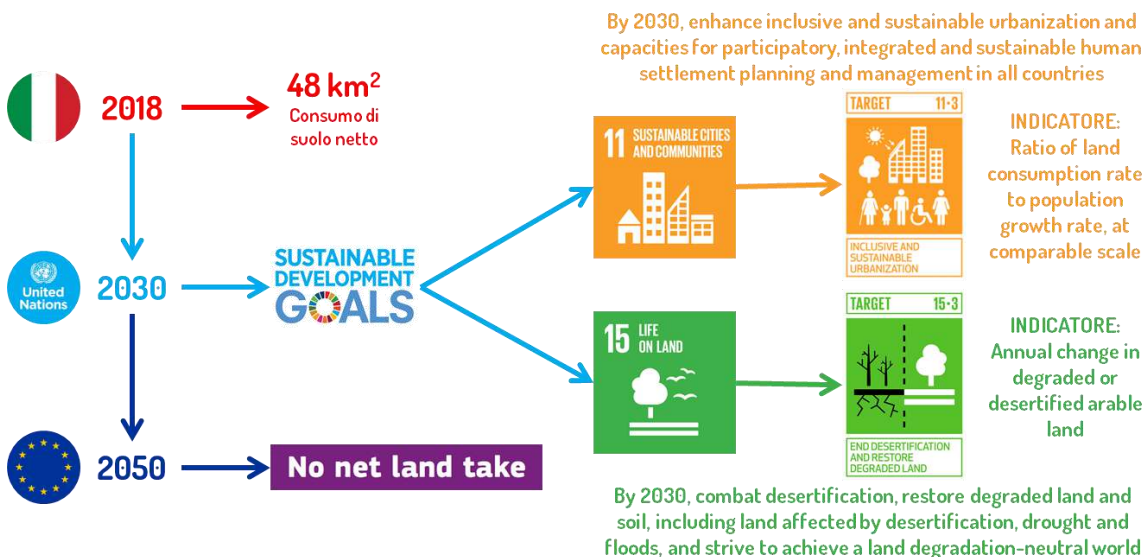 By 2030, enhance inclusive and sustainable urbanization and
capacities for participatory, integrated and sustainable human
settlement planning and management in all countries
2018
48 km²
Consumo di
suolo netto
11 SUSTAINABLE CITIES
AND COMMUNITIES
TARGET 11·3
INCLUSIVE AND
SUSTAINABLE
URBANIZATION
INDICATORE:
Ratio of land
consumption rate
to population
growth rate, at
comparable scale
United
Nations
2030
SUSTAINABLE
DEVELOPMENT
GOALS
15 LIFE
ON LAND
TARGET 15·3
END DESERTIFICATION
AND RESTORE
DEGRADED LAND
INDICATORE:
Annual change in
degraded or
desertified arable
land
2050
No net land take
By 2030, combat desertification, restore degraded land and
soil, including land affected by desertification, drought and
floods, and strive to achieve a land degradation-neutral world